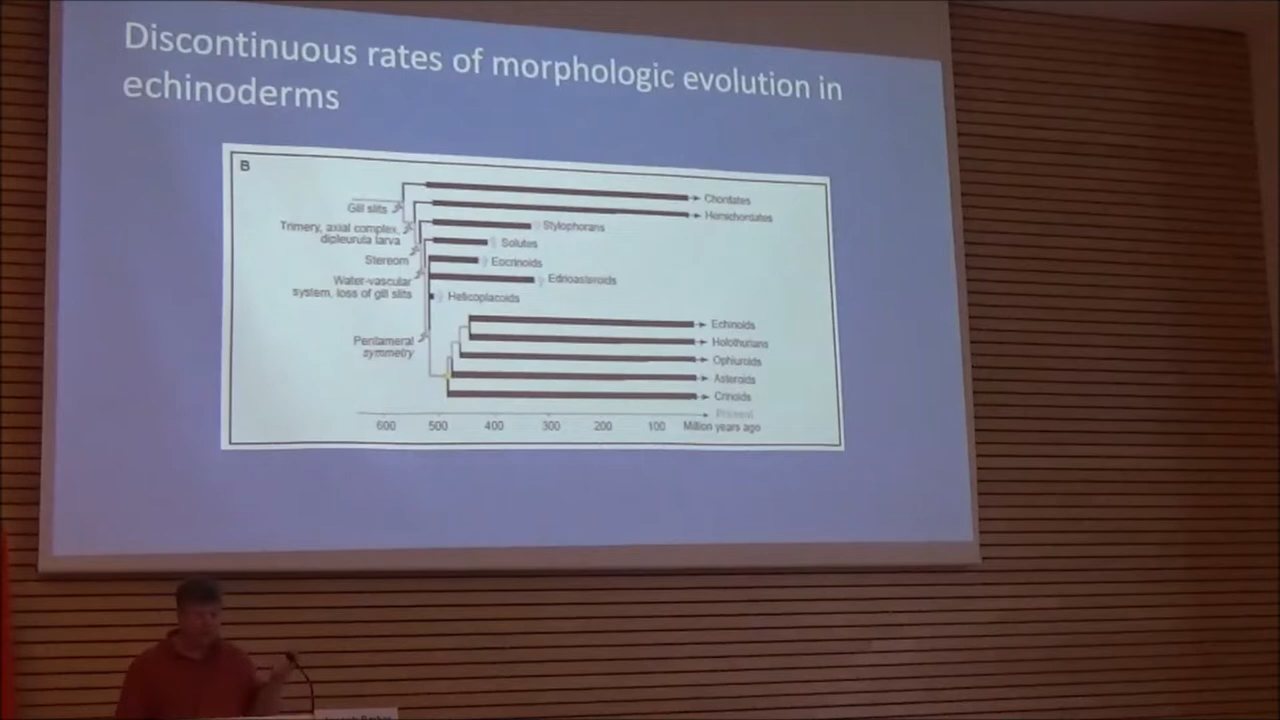 Discontinuous rates of morphologic evolution in
echinoderms
B
Chordates
Gill slits
Hemichordates
Trimery, axial complex,
dipleurula larva
Stylophorans
Solutes
Stereom
Eocrinoids
Water-vascular
system, loss of gill slits
Edrioasteroids
Helicoplacoids
Echinoids
Pentameral
symmetry
Holothurians
Ophiuroids
Asteroids
Crinoids
Present
600 500 400 300 200 100 Million years ago